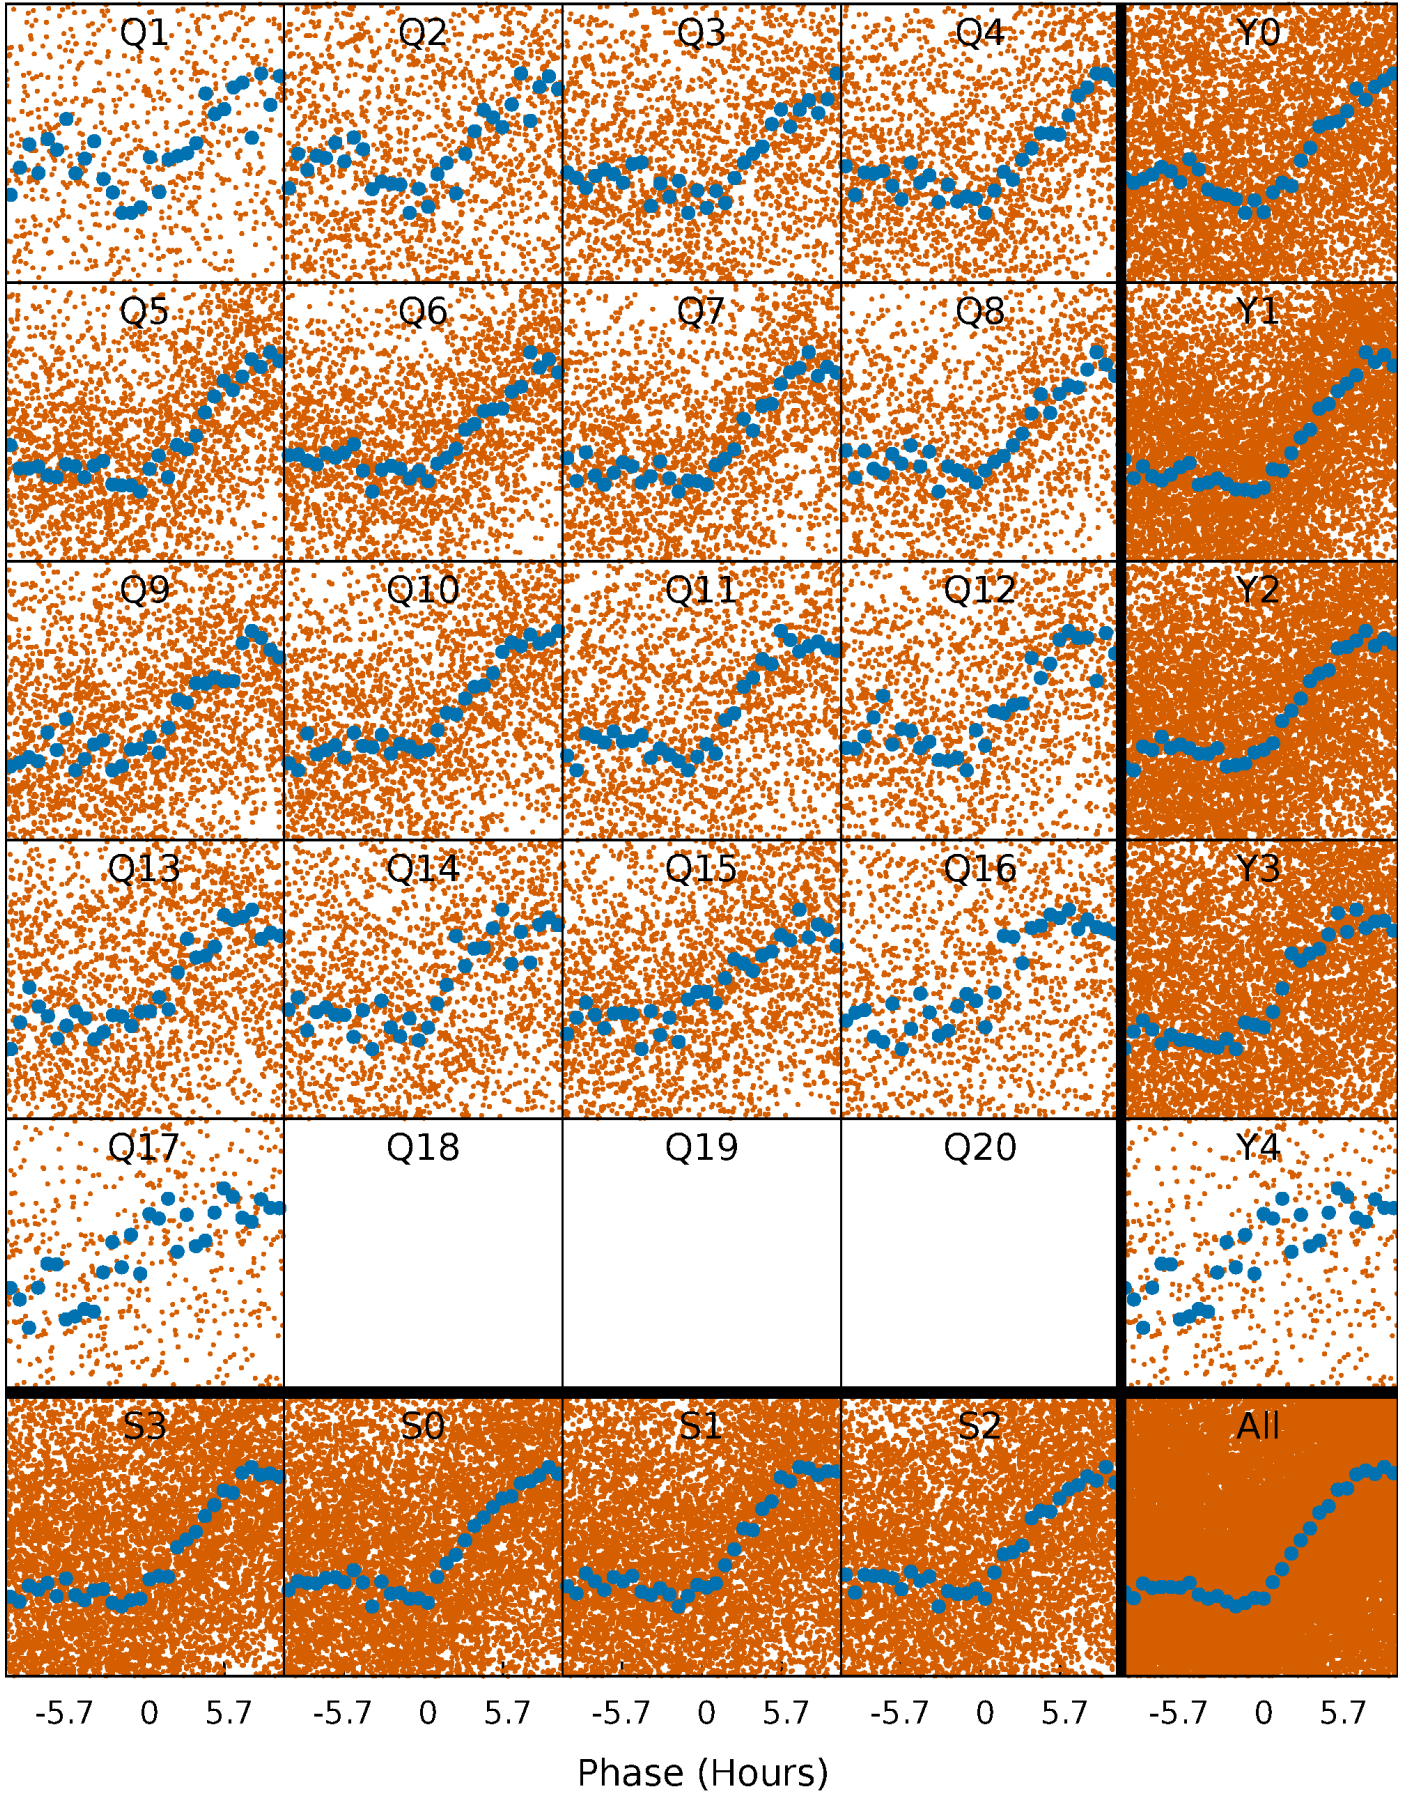 Q1 Q2 Q3 Q4 Y0
Q5 Q6 Q7 Q8 Y1
Q9 Q10 Q11 Q12 Y2
Q13 Q14 Q15 Q16 Y3
Q17 Q18 Q19 Q20 Y4
S3 S0 S1 S2 All
-5.7 0 5.7 -5.7 0 5.7 -5.7 0 5.7 -5.7 0 5.7 -5.7 0 5.7
Phase (Hours)